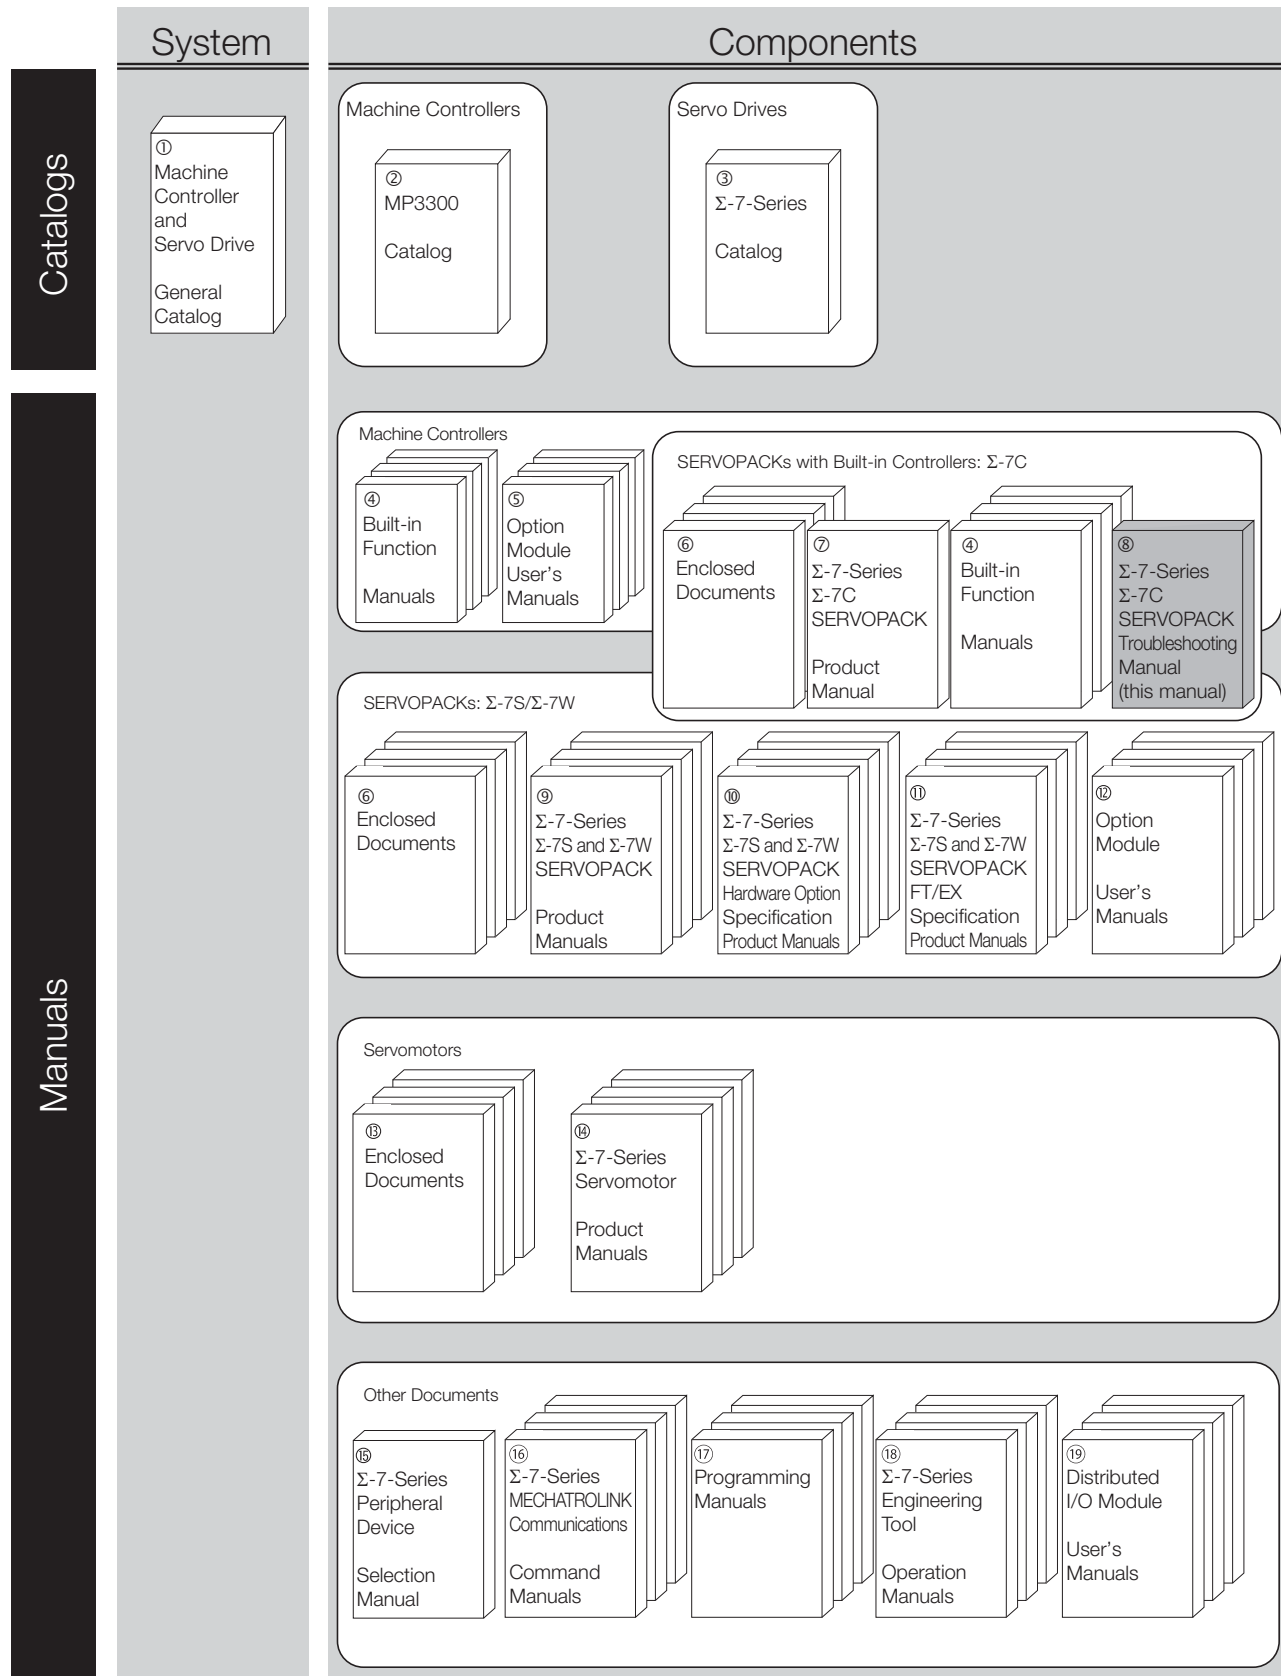 System
Components
Catalogs
①
Machine
Controller
and
Servo Drive
General
Catalog
Machine Controllers
②
MP3300
Catalog
Servo Drives
③
Σ-7-Series
Catalog
Manuals
Machine Controllers
④
Built-in
Function
Manuals
⑤
Option
Module
User's
Manuals
SERVOPACKs with Built-in Controllers: Σ-7C
⑥
Enclosed
Documents
⑦
Σ-7-Series
Σ-7C
SERVOPACK
Product
Manual
④
Built-in
Function
Manuals
⑧
Σ-7-Series
Σ-7C
SERVOPACK
Troubleshooting
Manual
(this manual)
SERVOPACKs: Σ-7S/Σ-7W
⑥
Enclosed
Documents
⑨
Σ-7-Series
Σ-7S and Σ-7W
SERVOPACK
Product
Manuals
⑩
Σ-7-Series
Σ-7S and Σ-7W
SERVOPACK
Hardware Option
Specification
Product Manuals
⑪
Σ-7-Series
Σ-7S and Σ-7W
SERVOPACK
FT/EX
Specification
Product Manuals
⑫
Option
Module
User's
Manuals
Servomotors
⑬
Enclosed
Documents
⑭
Σ-7-Series
Servomotor
Product
Manuals
Other Documents
⑮
Σ-7-Series
Peripheral
Device
Selection
Manual
⑯
Σ-7-Series
MECHATROLINK
Communications
Command
Manuals
⑰
Programming
Manuals
⑱
Σ-7-Series
Engineering
Tool
Operation
Manuals
⑲
Distributed
I/O Module
User's
Manuals